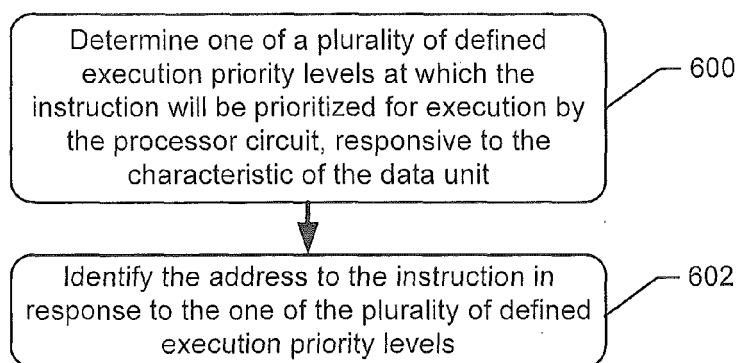 Determine one of a plurality of defined
execution priority levels at which the
instruction will be prioritized for execution by
the processor circuit, responsive to the
characteristic of the data unit
600
Identify the address to the instruction in
response to the one of the plurality of defined
execution priority levels
602